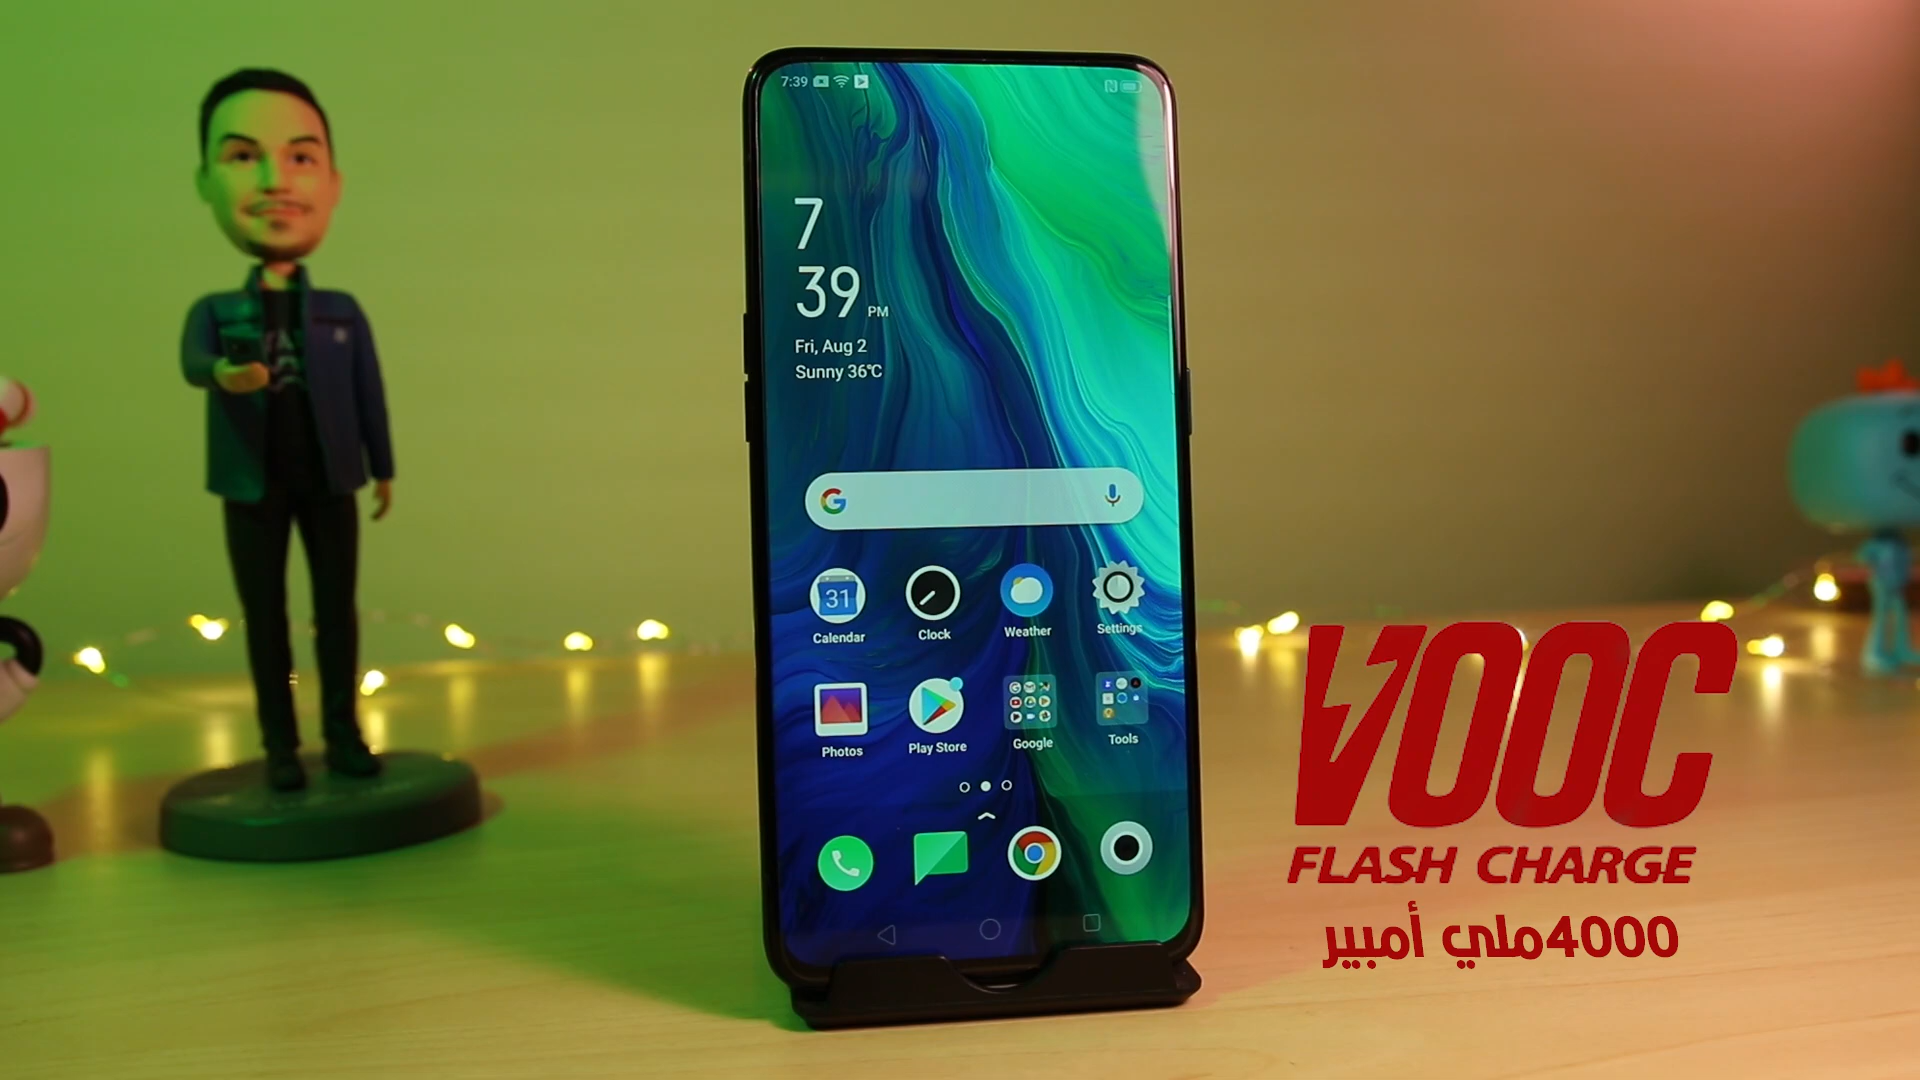 7:39
7
39 PM
Fri, Aug 2
Sunny 36℃
31
Calendar
Clock
Weather
Settings
Photos
Play Store
Google
Tools
VOOC
FLASH CHARGE
4000ملي أمبير